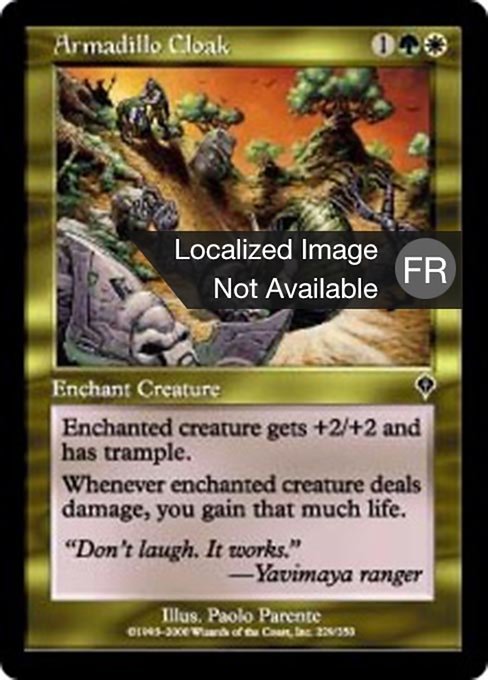 Armadillo Cloak 1
Localized Image
Not Available
FR
Enchant Creature
Enchanted creature gets +2/+2 and
has trample.
Whenever enchanted creature deals
damage, you gain that much life.
“Don’t laugh. It works.”
—Yavimaya ranger
Illus. Paolo Parente
©1993-2000 Wizards of the Coast, Inc. 229/350